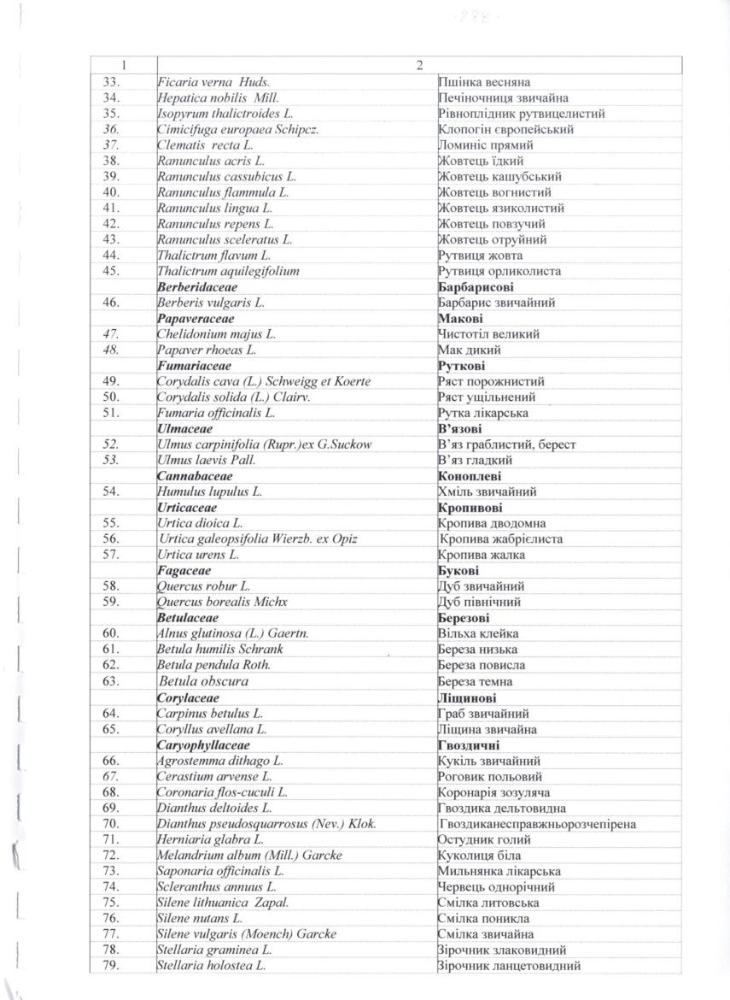 1 2
33. Ficaria verna Huds. Пшінка весняна
34. Hepatica nobilis Mill. Печіночниця звичайна
35. Isopyrum thalictroides L. Рівноплідник рутвицелистий
36. Cimicifuga europaea Schipcz. Клопогін європейський
37. Clematis recta L. Ломиніс прямий
38. Ranunculus acris L. Жовтець їдкий
39. Ranunculus cassubicus L. Жовтець кашубський
40. Ranunculus flammula L. Жовтець вогнистий
41. Ranunculus lingua L. Жовтець язиколистий
42. Ranunculus repens L. Жовтець повзучий
43. Ranunculus sceleratus L. Жовтець отруйний
44. Thalictrum flavum L. Рутвиця жовта
45. Thalictrum aquilegifolium Рутвиця орликолиста
Berberidaceae Барбарисові
46. Berberis vulgaris L. Барбарис звичайний
Papaveraceae Макові
47. Chelidonium majus L. Чистотіл великий
48. Papaver rhoeas L. Мак дикий
Fumariaceae Руткові
49. Corydalis cava (L.) Schweigg et Koerte Ряст порожнистий
50. Corydalis solida (L.) Clairv. Ряст ущільнений
51. Fumaria officinalis L. Рутка лікарська
Ulmaceae В’язові
52. Ulmus carpinifolia (Rupr.)ex G.Suckow В’яз граблистий, берест
53. Ulmus laevis Pall. В’яз гладкий
Cannabaceae Коноплеві
54. Humulus lupulus L. Хміль звичайний
Urticaceae Кропивові
55. Urtica dioica L. Кропива дводомна
56. Urtica galeopsifolia Wierzb. ex Opiz Кропива жабрієлиста
57. Urtica urens L. Кропива жалка
Fagaceae Букові
58. Quercus robur L. Дуб звичайний
59. Quercus borealis Michx Дуб північний
Betulaceae Березові
60. Alnus glutinosa (L.) Gaertn. Вільха клейка
61. Betula humilis Schrank Береза низька
62. Betula pendula Roth. Береза повисла
63. Betula obscura Береза темна
Corylaceae Ліщинові
64. Carpinus betulus L. Граб звичайний
65. Coryllus avellana L. Ліщина звичайна
Caryophyllaceae Гвоздичні
66. Agrostemma dithago L. Кукіль звичайний
67. Cerastium arvense L. Роговик польовий
68. Coronaria flos-cuculi L. Коронарія зозуляча
69. Dianthus deltoides L. Гвоздика дельтовидна
70. Dianthus pseudosquarrosus (Nev.) Klok. Гвоздиканесправжньорозчепірена
71. Herniaria glabra L. Остудник голий
72. Melandrium album (Mill.) Garcke Куколиця біла
73. Saponaria officinalis L. Мильнянка лікарська
74. Scleranthus annuus L. Червець однорічний
75. Silene lithuanica Zapal. Смілка литовська
76. Silene nutans L. Смілка поникла
77. Silene vulgaris (Moench) Garcke Смілка звичайна
78. Stellaria graminea L. Зірочник злаковидний
79. Stellaria holostea L. Зірочник ланцетовидний